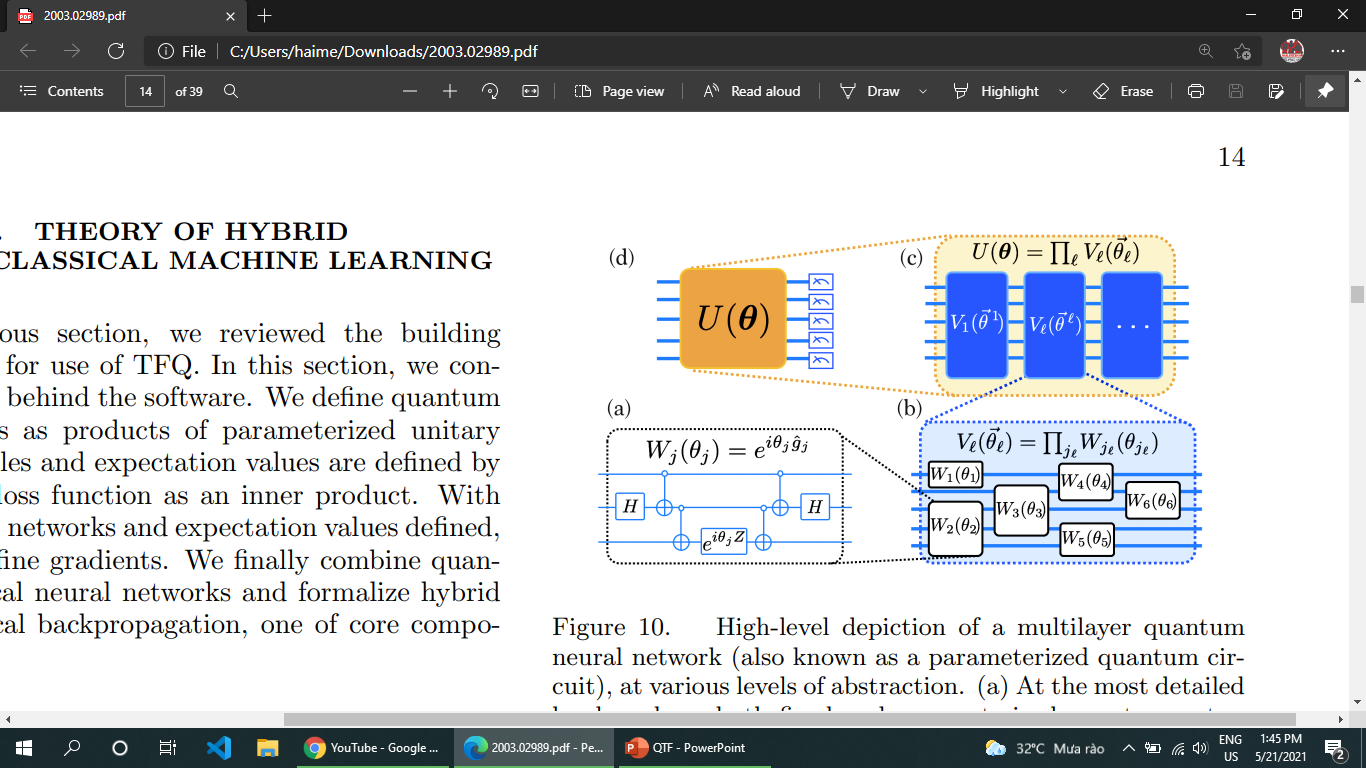 2003.02989.pdf
File
C:/Users/haime/Downloads/2003.02989.pdf
Contents
14
of 39
Page view
Read aloud
Draw
Highlight
Erase
14
. THEORY OF HYBRID
CLASSICAL MACHINE LEARNING
ous section, we reviewed the building
for use of TFQ. In this section, we con-
behind the software. We define quantum
s as products of parameterized unitary
les and expectation values are defined by
loss function as an inner product. With
networks and expectation values defined,
fine gradients. We finally combine quan-
cal neural networks and formalize hybrid
cal backpropagation, one of core compo-
(d)
U(θ)
(c)
U(θ) = ∏ℓ Vℓ(θ⃗ℓ)
V₁(θ⃗¹)
Vℓ(θ⃗ℓ)
· · ·
(a)
Wⱼ(θⱼ) = e^{iθⱼĝⱼ}
H
H
e^{iθⱼZ}
(b)
Vℓ(θ⃗ℓ) = ∏_{jℓ} W_{jℓ}(θ_{jℓ})
W₁(θ₁)
W₂(θ₂)
W₃(θ₃)
W₄(θ₄)
W₅(θ₅)
W₆(θ₆)
Figure 10. High-level depiction of a multilayer quantum
neural network (also known as a parameterized quantum cir-
cuit), at various levels of abstraction. (a) At the most detailed
YouTube - Google ...
2003.02989.pdf - Pe...
QTF - PowerPoint
32°C Mưa rào
ENG
US
1:45 PM
5/21/2021
2